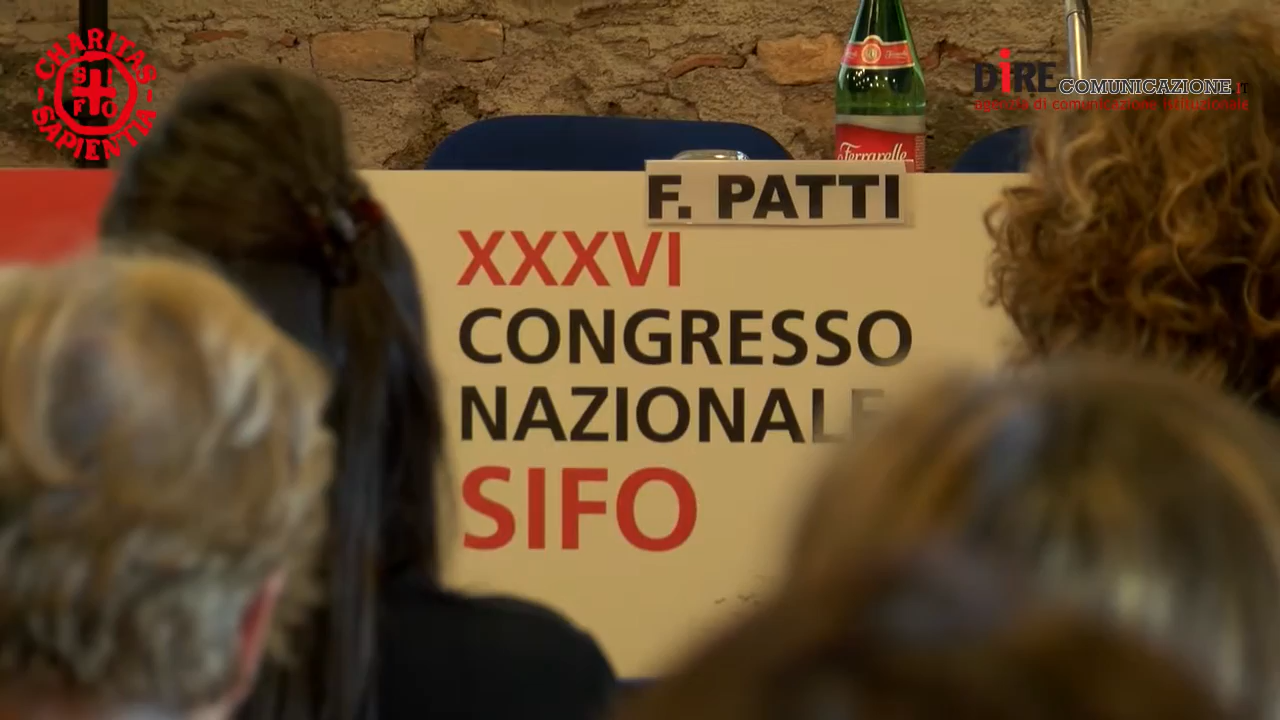 CHARITAS
SIFO
SAPIENTIA
DiRE COMUNICAZIONE.IT
agenzia di comunicazione istituzionale
Ferrarelle
F. PATTI
XXXVI
CONGRESSO
NAZIONALE
SIFO